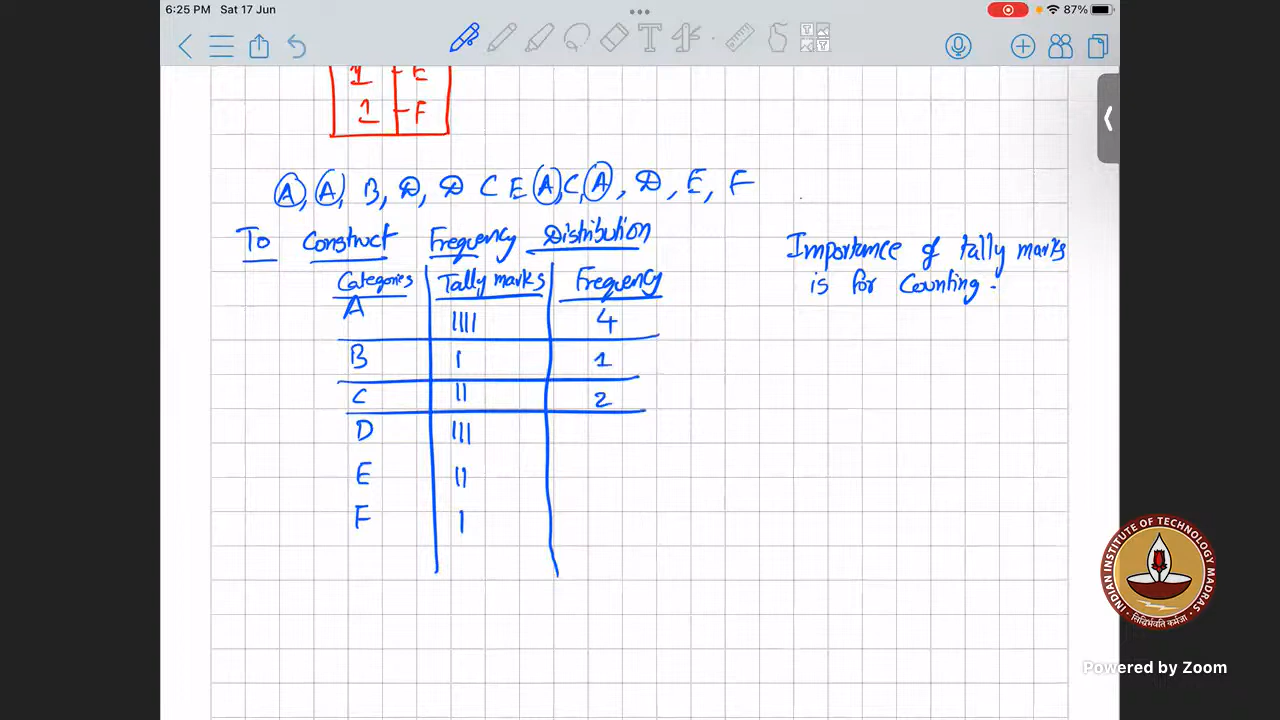 6:25 PM Sat 17 Jun
87%
1 E
1 F
A, A, B, D, D C E A, C, A, D, E, F
To Construct Frequency Distribution
Importance of tally marks
is for Counting.
Categories Tally marks Frequency
A |||| 4
B | 1
C || 2
D |||
E ||
F |
INDIAN INSTITUTE OF TECHNOLOGY MADRAS
सिद्धिर्भवति कर्मजा
Powered by Zoom